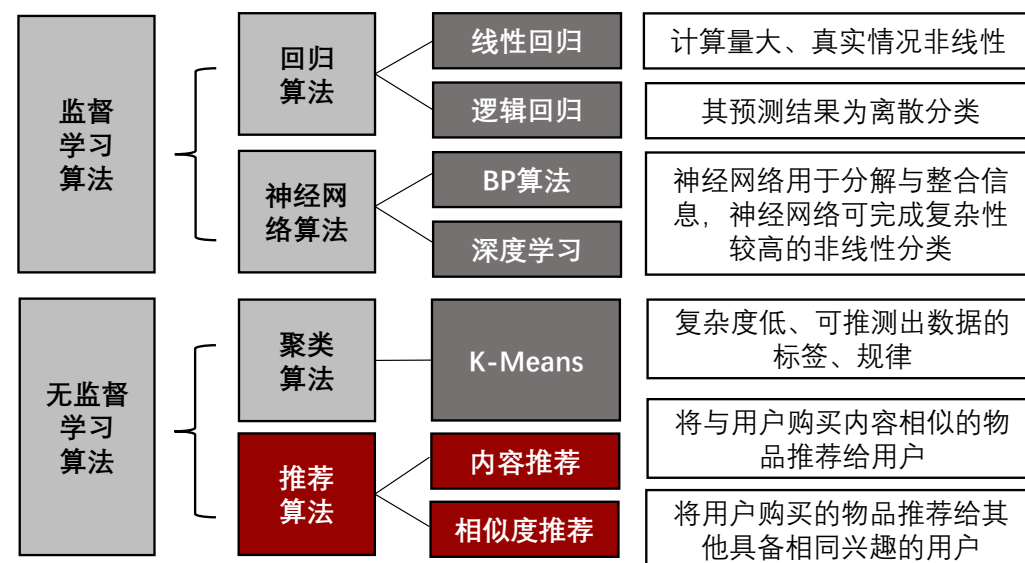 监督
学习
算法
回归
算法
线性回归
计算量大、真实情况非线性
逻辑回归
其预测结果为离散分类
神经网
络算法
BP算法
深度学习
神经网络用于分解与整合信
息，神经网络可完成复杂性
较高的非线性分类
无监督
学习
算法
聚类
算法
K-Means
复杂度低、可推测出数据的
标签、规律
推荐
算法
内容推荐
将与用户购买内容相似的物
品推荐给用户
相似度推荐
将用户购买的物品推荐给其
他具备相同兴趣的用户